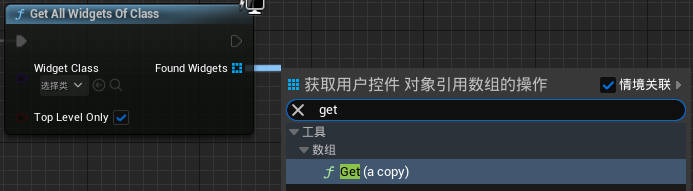 Get All Widgets Of Class
Widget Class
Found Widgets
选择类
Top Level Only
获取用户控件 对象引用数组的操作
情境关联
get
工具
数组
Get (a copy)